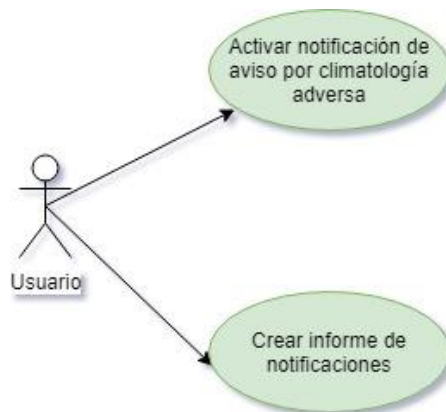 Activar notificación de
aviso por climatología
adversa
Usuario
Crear informe de
notificaciones